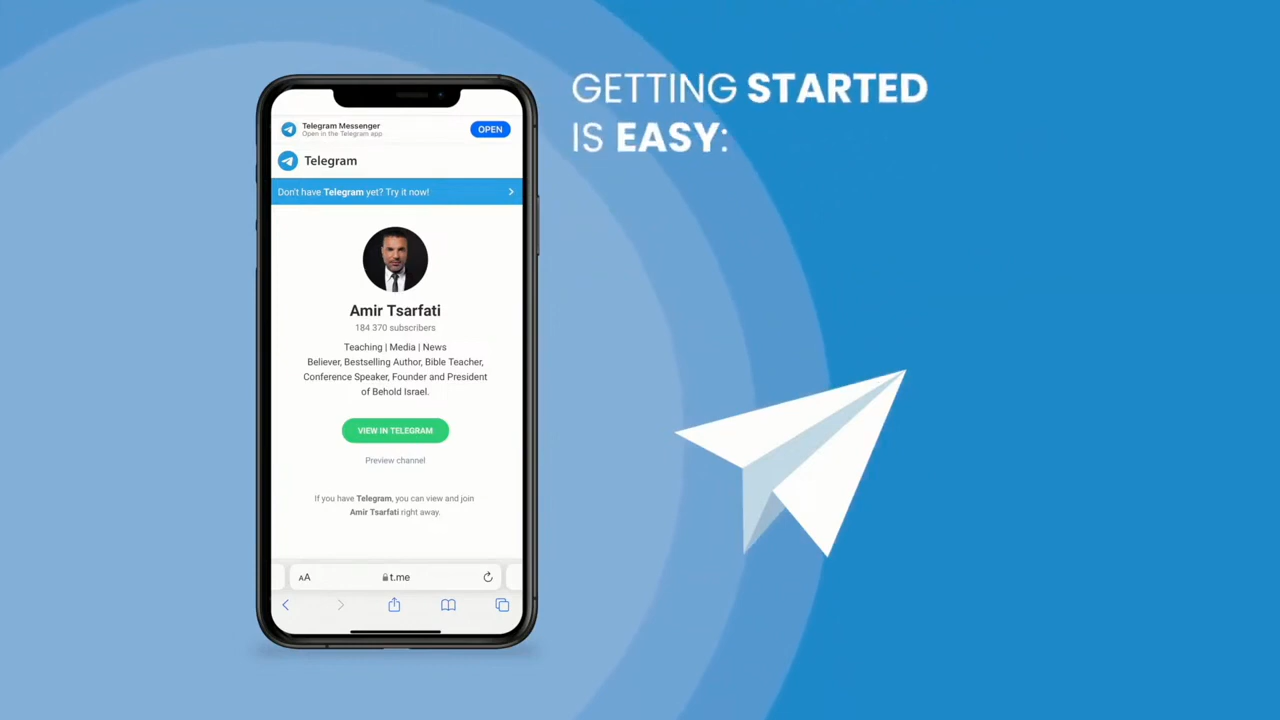 GETTING STARTED
IS EASY:
Telegram Messenger
Open in the Telegram app
OPEN
Telegram
Don't have Telegram yet? Try it now!
Amir Tsarfati
184 370 subscribers
Teaching | Media | News
Believer, Bestselling Author, Bible Teacher,
Conference Speaker, Founder and President
of Behold Israel.
VIEW IN TELEGRAM
Preview channel
If you have Telegram, you can view and join
Amir Tsarfati right away.
AA
t.me